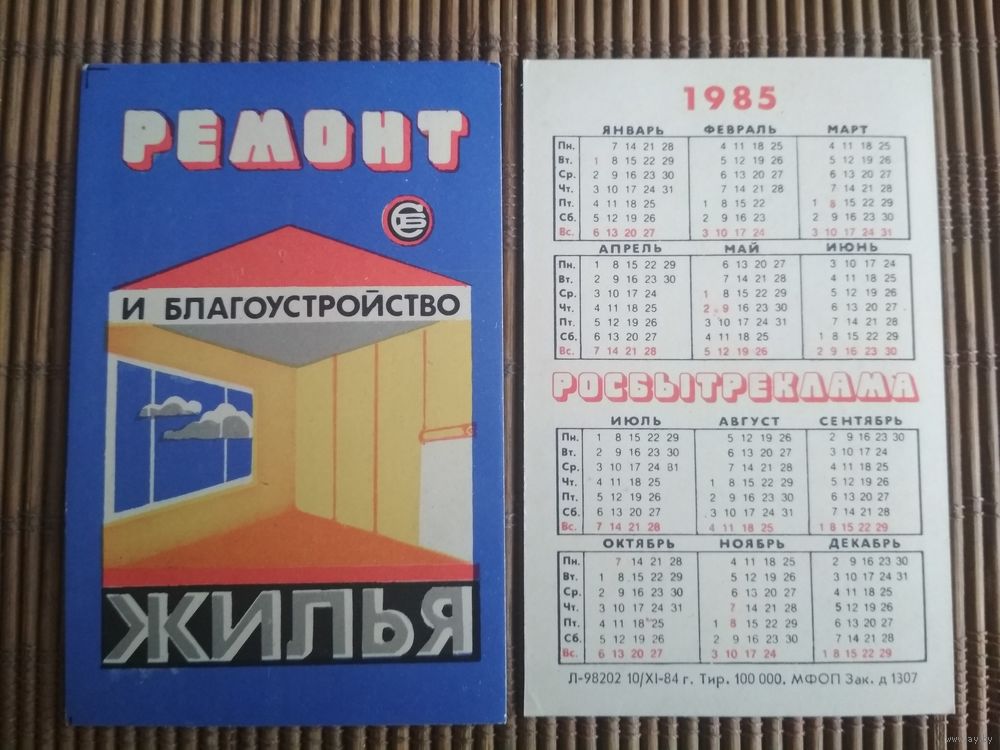 РЕМОНТ
СБ
И БЛАГОУСТРОЙСТВО
ЖИЛЬЯ
1985
ЯНВАРЬ ФЕВРАЛЬ МАРТ
Пн. 7 14 21 28 4 11 18 25 4 11 18 25
Вт. 1 8 15 22 29 5 12 19 26 5 12 19 26
Ср. 2 9 16 23 30 6 13 20 27 6 13 20 27
Чт. 3 10 17 24 31 7 14 21 28 7 14 21 28
Пт. 4 11 18 25 1 8 15 22 1 8 15 22 29
Сб. 5 12 19 26 2 9 16 23 2 9 16 23 30
Вс. 6 13 20 27 3 10 17 24 3 10 17 24 31
АПРЕЛЬ МАЙ ИЮНЬ
Пн. 1 8 15 22 29 6 13 20 27 3 10 17 24
Вт. 2 9 16 23 30 7 14 21 28 4 11 18 25
Ср. 3 10 17 24 1 8 15 22 29 5 12 19 26
Чт. 4 11 18 25 2 9 16 23 30 6 13 20 27
Пт. 5 12 19 26 3 10 17 24 31 7 14 21 28
Сб. 6 13 20 27 4 11 18 25 1 8 15 22 29
Вс. 7 14 21 28 5 12 19 26 2 9 16 23 30
РОСБЫТРЕКЛАМА
ИЮЛЬ АВГУСТ СЕНТЯБРЬ
Пн. 1 8 15 22 29 5 12 19 26 2 9 16 23 30
Вт. 2 9 16 23 30 6 13 20 27 3 10 17 24
Ср. 3 10 17 24 31 7 14 21 28 4 11 18 25
Чт. 4 11 18 25 1 8 15 22 29 5 12 19 26
Пт. 5 12 19 26 2 9 16 23 30 6 13 20 27
Сб. 6 13 20 27 3 10 17 24 31 7 14 21 28
Вс. 7 14 21 28 4 11 18 25 1 8 15 22 29
ОКТЯБРЬ НОЯБРЬ ДЕКАБРЬ
Пн. 7 14 21 28 4 11 18 25 2 9 16 23 30
Вт. 1 8 15 22 29 5 12 19 26 3 10 17 24 31
Ср. 2 9 16 23 30 6 13 20 27 4 11 18 25
Чт. 3 10 17 24 31 7 14 21 28 5 12 19 26
Пт. 4 11 18 25 1 8 15 22 29 6 13 20 27
Сб. 5 12 19 26 2 9 16 23 30 7 14 21 28
Вс. 6 13 20 27 3 10 17 24 1 8 15 22 29
Л-98202 10/XI-84 г. Тир. 100 000. МФОП Зак. д 1307
www.ay.by